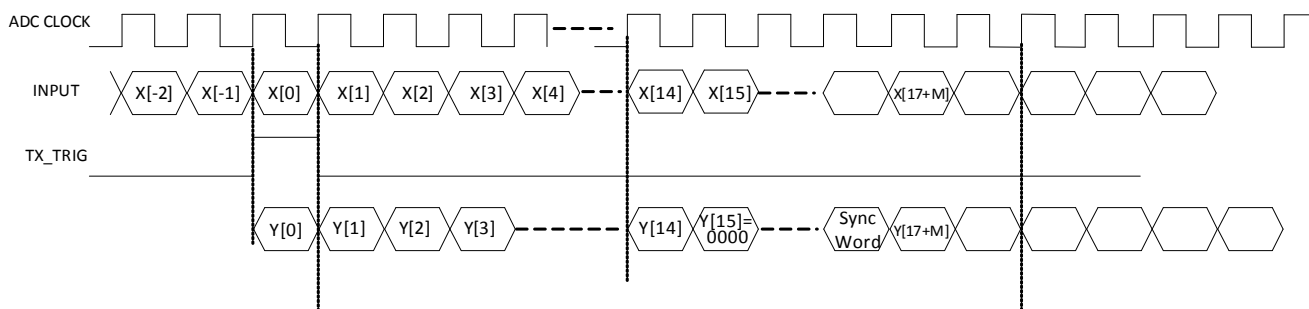 ADC CLOCK
INPUT X[-2] X[-1] X[0] X[1] X[2] X[3] X[4] X[14] X[15] X[17+M]
TX_TRIG
Y[0] Y[1] Y[2] Y[3] Y[14] Y[15]= Sync Y[17+M]
0000 Word